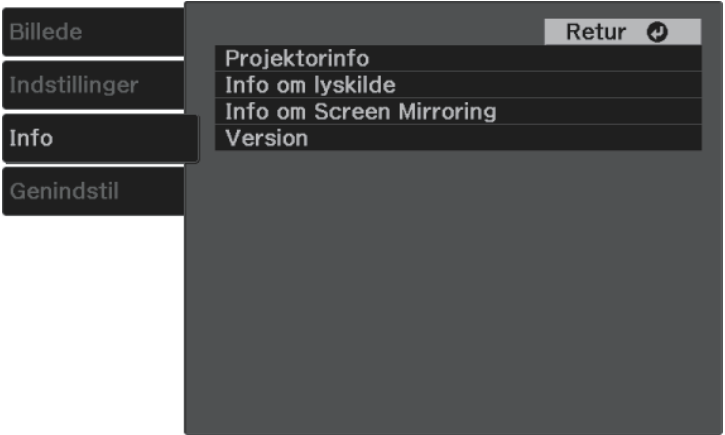 Billede
Indstillinger
Info
Genindstil
Retur
Projektorinfo
Info om lyskilde
Info om Screen Mirroring
Version